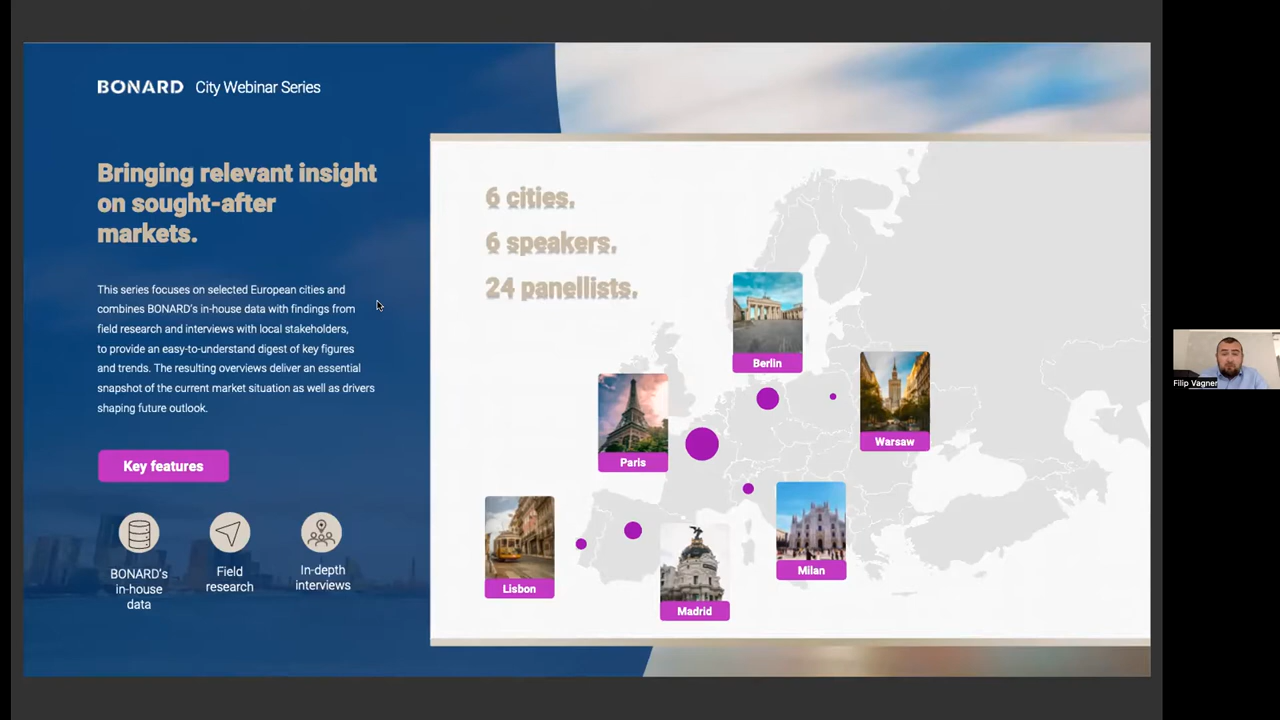 BONARD City Webinar Series
Bringing relevant insight
on sought-after
markets.
This series focuses on selected European cities and
combines BONARD's in-house data with findings from
field research and interviews with local stakeholders,
to provide an easy-to-understand digest of key figures
and trends. The resulting overviews deliver an essential
snapshot of the current market situation as well as drivers
shaping future outlook.
Key features
BONARD's
in-house
data
Field
research
In-depth
interviews
6 cities.
6 speakers.
24 panellists.
Berlin
Warsaw
Paris
Milan
Lisbon
Madrid
Filip Vagner